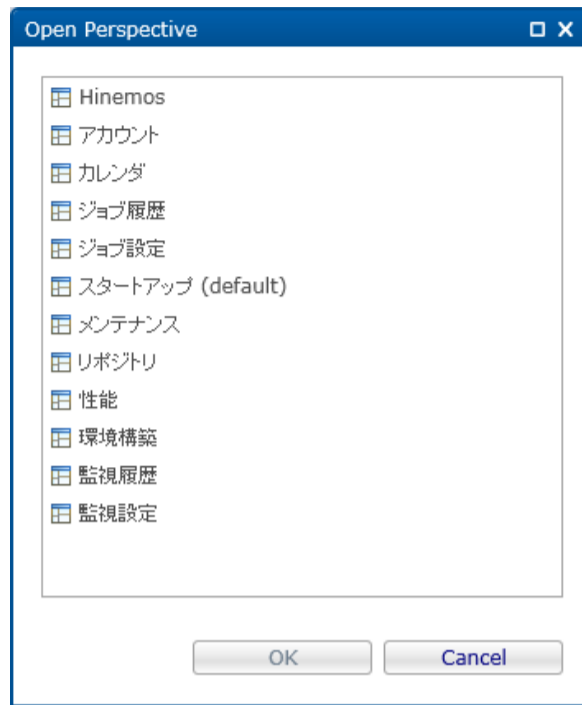 Open Perspective
Hinemos
アカウント
カレンダ
ジョブ履歴
ジョブ設定
スタートアップ (default)
メンテナンス
リポジトリ
性能
環境構築
監視履歴
監視設定
OK
Cancel